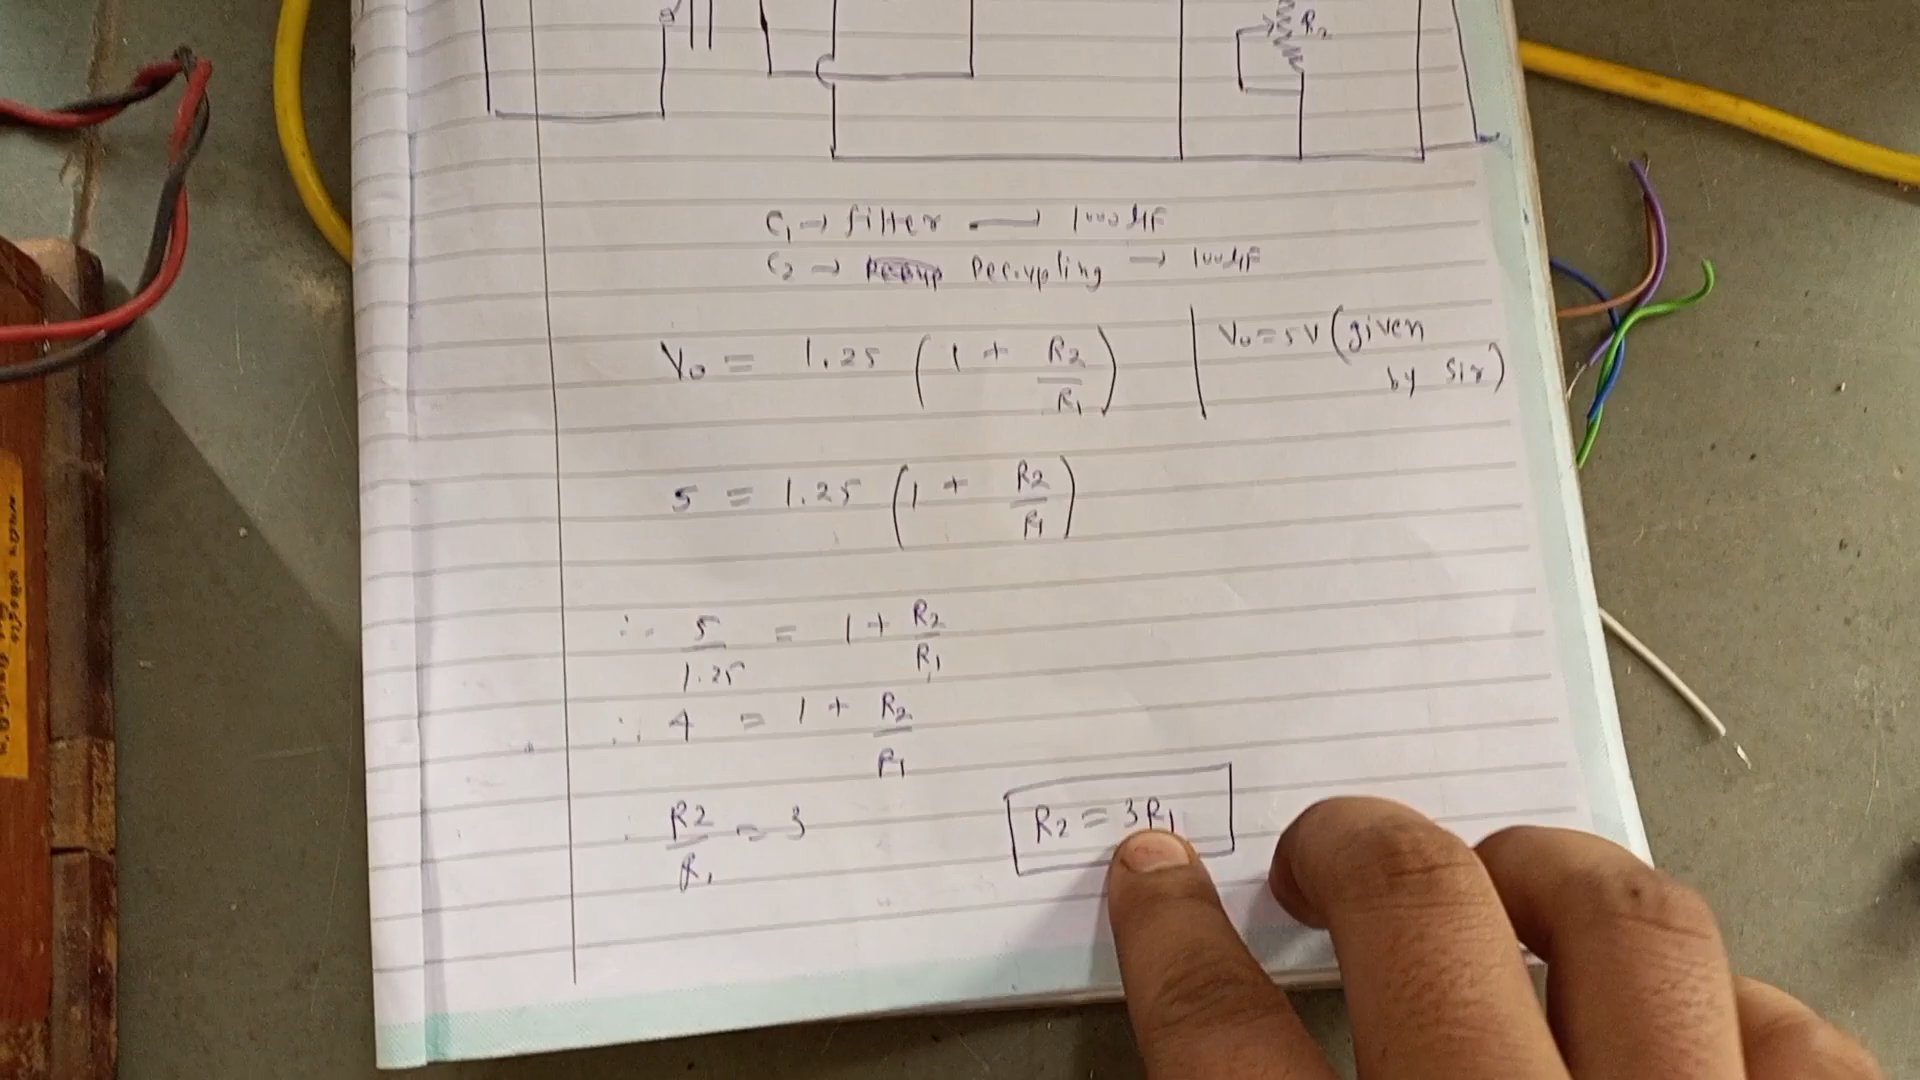 R2
C1 → filter → 1000 µF
C2 → Decoupling → 100 µF
Vo = 1.25 (1 + R2/R1) | Vo = 5V (given by Sir)
5 = 1.25 (1 + R2/R1)
∴ 5/1.25 = 1 + R2/R1
∴ 4 = 1 + R2/R1
R2/R1 = 3
R2 = 3R1